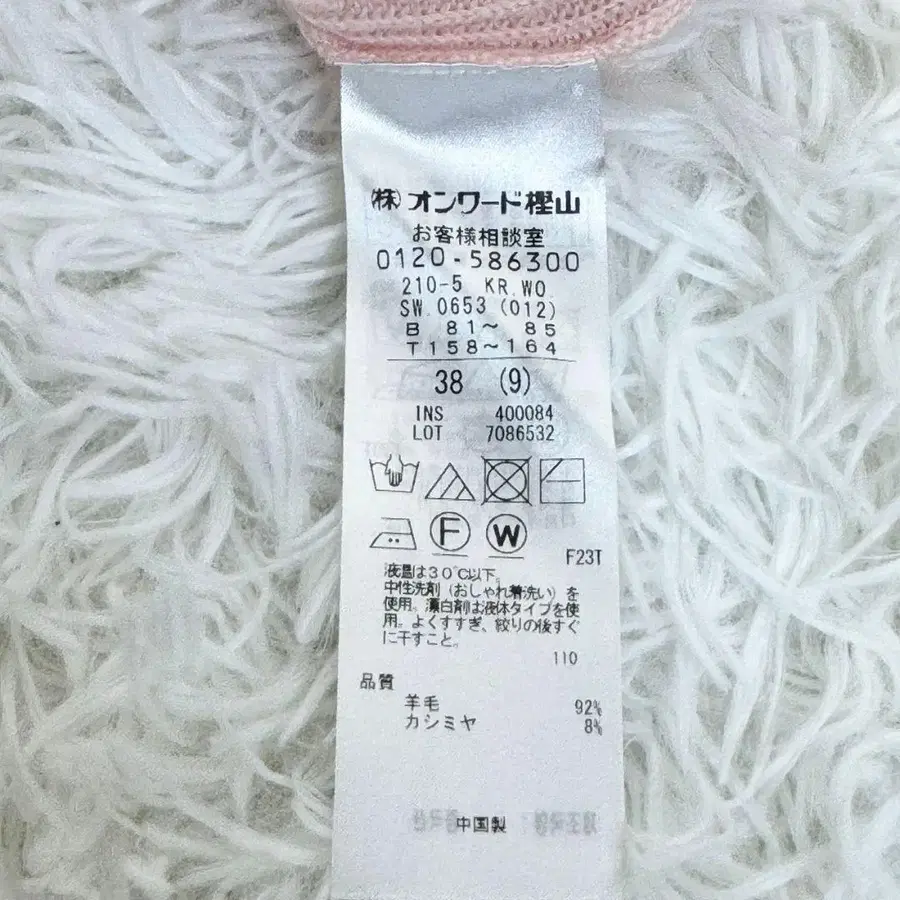 (株)オンワード樫山
お客様相談室
0120-586300
210-5 KR.WO.
SW.0653 (012)
B 81〜 85
T158〜164
38 (9)
INS 400084
LOT 7086532
F W
F23T
液温は30℃以下。
中性洗剤(おしゃれ着洗い)を
使用。漂白剤は液体タイプを使
用。よくすすぎ、絞りの後すぐ
に干すこと。
110
品質
羊毛 92%
カシミヤ 8%
中国製